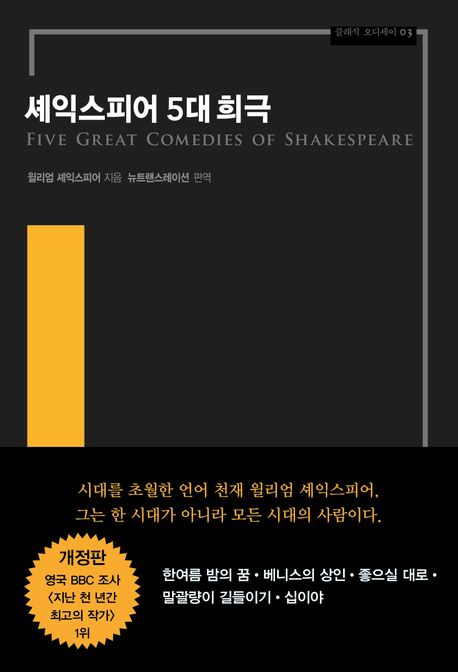 클래식 오디세이 03
셰익스피어 5대 희극
FIVE GREAT COMEDIES OF SHAKESPEARE
윌리엄 셰익스피어 지음 뉴트랜스레이션 편역
시대를 초월한 언어 천재 윌리엄 셰익스피어.
그는 한 시대가 아니라 모든 시대의 사람이다.
개정판
영국 BBC 조사
〈지난 천 년간
최고의 작가〉
1위
한여름 밤의 꿈 • 베니스의 상인 • 좋으실 대로 •
말괄량이 길들이기 • 십이야